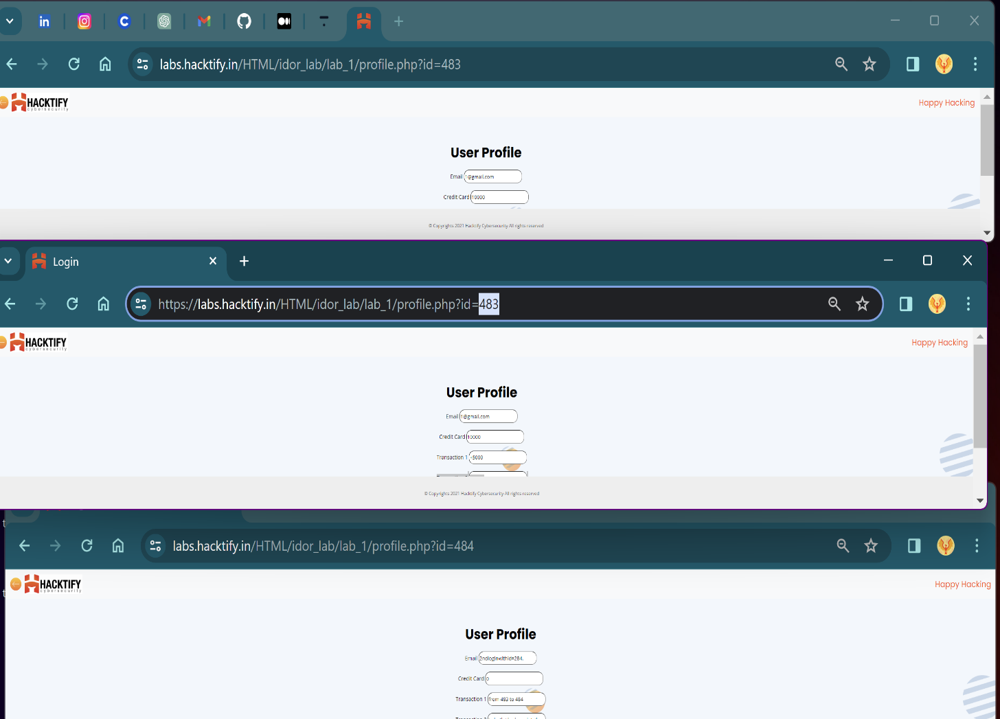 labs.hacktify.in/HTML/idor_lab/lab_1/profile.php?id=483
HACKTIFY
cybersecurity
Happy Hacking
User Profile
Email 1@gmail.com
Credit Card 10000
© Copyrights 2021 Hacktify Cybersecurity All rights reserved
Login
https://labs.hacktify.in/HTML/idor_lab/lab_1/profile.php?id=483
HACKTIFY
cybersecurity
Happy Hacking
User Profile
Email 1@gmail.com
Credit Card 10000
Transaction 1 -5000
© Copyrights 2021 Hacktify Cybersecurity All rights reserved
labs.hacktify.in/HTML/idor_lab/lab_1/profile.php?id=484
HACKTIFY
cybersecurity
Happy Hacking
User Profile
Email 2ndloginwithid=284.
Credit Card 0
Transaction 1 from 483 to 484